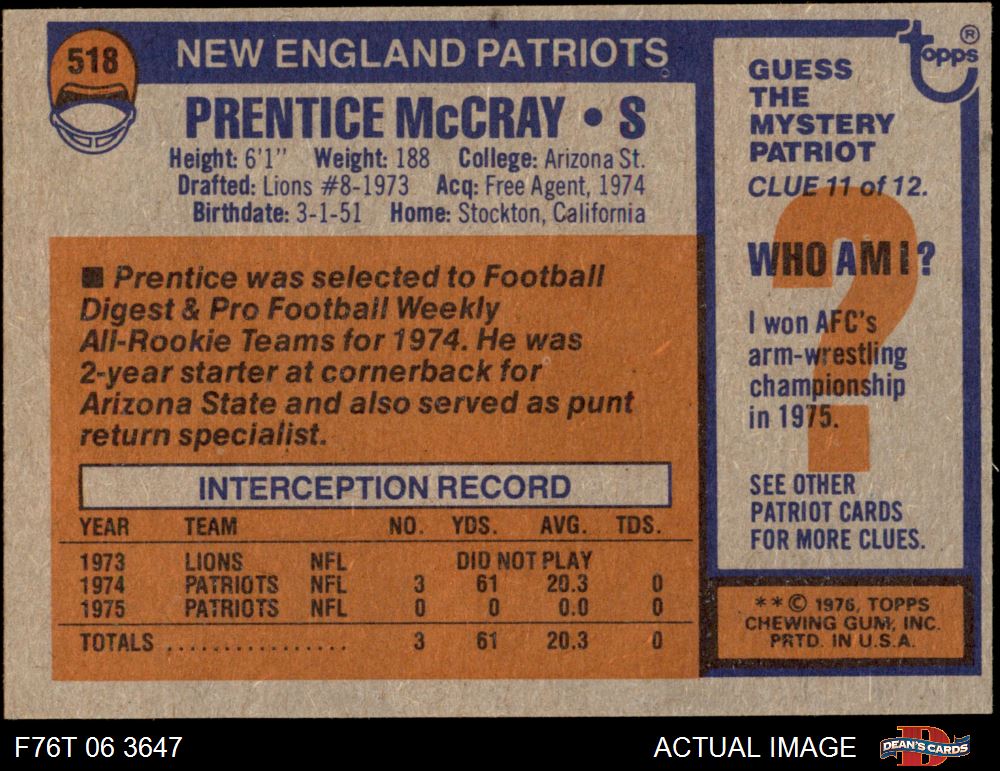 518
NEW ENGLAND PATRIOTS
PRENTICE McCRAY • S
Height: 6'1" Weight: 188 College: Arizona St.
Drafted: Lions #8-1973 Acq: Free Agent, 1974
Birthdate: 3-1-51 Home: Stockton, California
■ Prentice was selected to Football
Digest & Pro Football Weekly
All-Rookie Teams for 1974. He was
2-year starter at cornerback for
Arizona State and also served as punt
return specialist.
INTERCEPTION RECORD
YEAR TEAM NO. YDS. AVG. TDS.
1973 LIONS NFL DID NOT PLAY
1974 PATRIOTS NFL 3 61 20.3 0
1975 PATRIOTS NFL 0 0 0.0 0
TOTALS ................ 3 61 20.3 0
topps ®
GUESS
THE
MYSTERY
PATRIOT
CLUE 11 of 12.
?
WHO AM I?
I won AFC's
arm-wrestling
championship
in 1975.
SEE OTHER
PATRIOT CARDS
FOR MORE CLUES.
**© 1976, TOPPS
CHEWING GUM, INC.
PRTD. IN U.S.A.
F76T 06 3647
ACTUAL IMAGE
DEAN'S CARDS